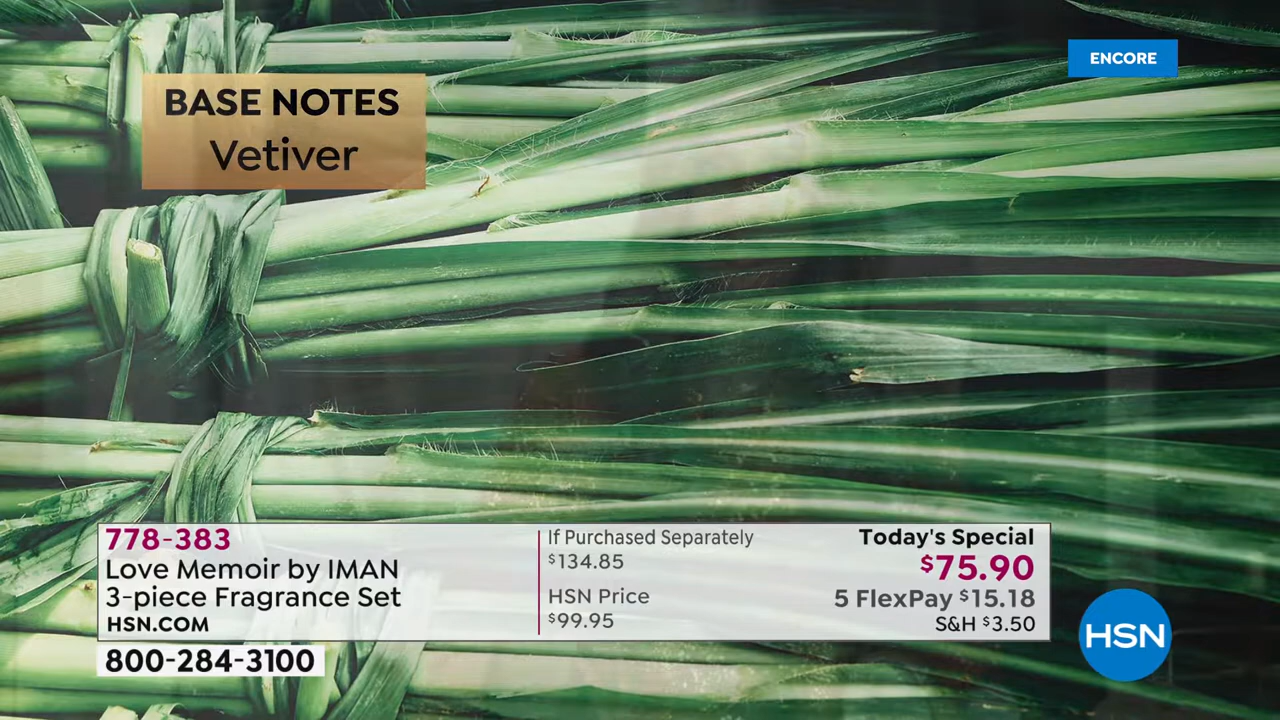 ENCORE
BASE NOTES
Vetiver
778-383
Love Memoir by IMAN
3-piece Fragrance Set
HSN.COM
If Purchased Separately
$134.85
HSN Price
$99.95
Today's Special
$75.90
5 FlexPay $15.18
S&H $3.50
800-284-3100
HSN